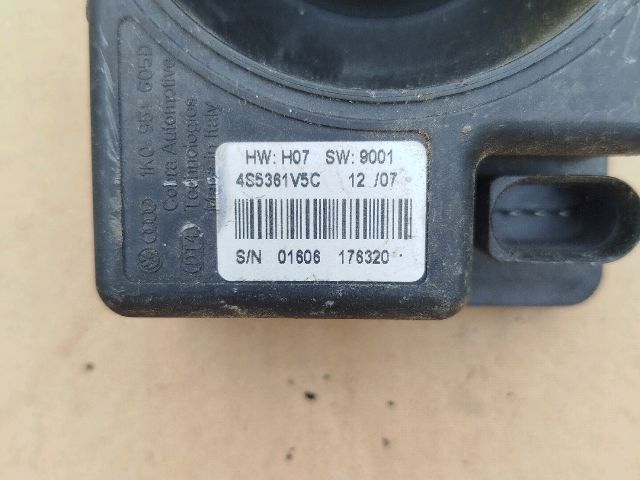 HW: H07 SW: 9001
4S5361V5C 12 /07
S/N 01606 176320
1K0 951 605D
Cobra Automotive
Technologies
Made in Italy